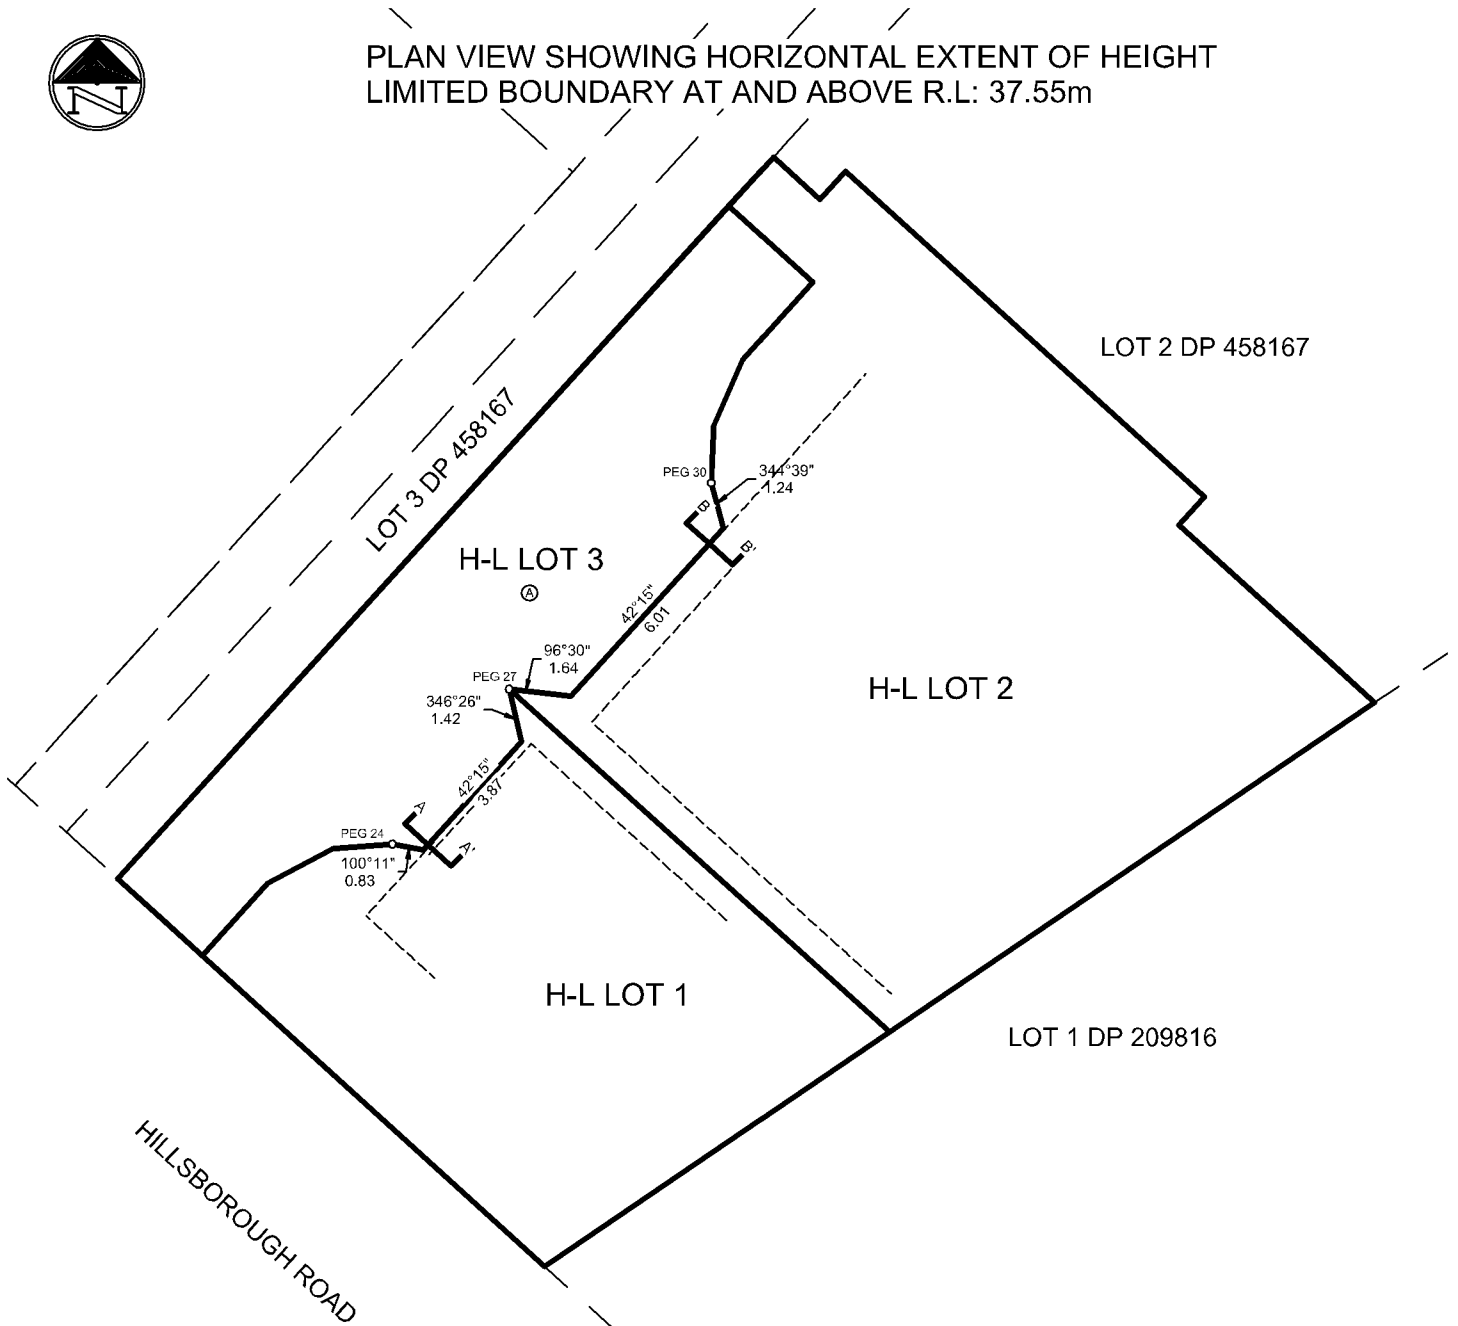 PLAN VIEW SHOWING HORIZONTAL EXTENT OF HEIGHT
LIMITED BOUNDARY AT AND ABOVE R.L: 37.55m
N
LOT 2 DP 458167
LOT 3 DP 458167
PEG 30
344°39"
1.24
B
B'
H-L LOT 3
A
42°15"
6.01
96°30"
1.64
PEG 27
346°26"
1.42
H-L LOT 2
42°15"
3.87
A
A'
PEG 24
100°11"
0.83
H-L LOT 1
LOT 1 DP 209816
HILLSBOROUGH ROAD